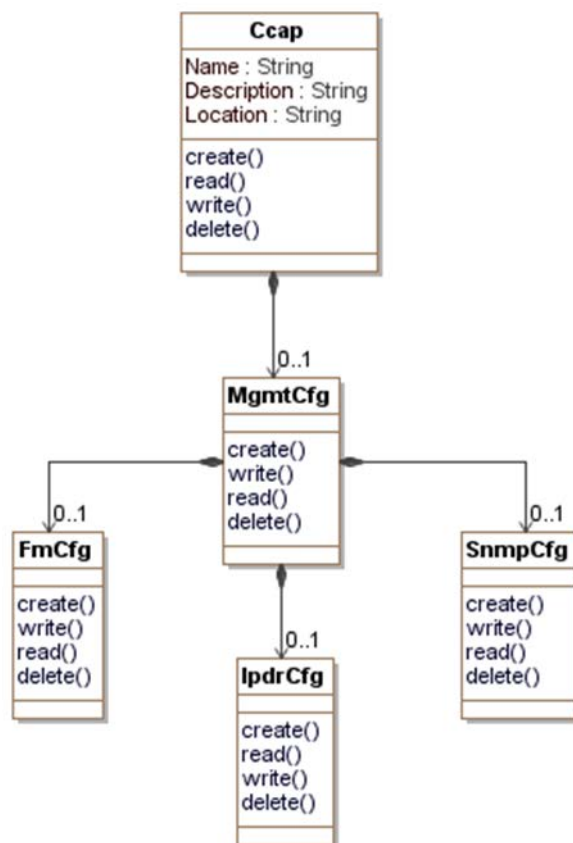 Ccap
Name : String
Description : String
Location : String
create()
read()
write()
delete()
0..1
MgmtCfg
create()
write()
read()
delete()
0..1
FmCfg
create()
write()
read()
delete()
0..1
IpdrCfg
create()
read()
write()
delete()
0..1
SnmpCfg
create()
write()
read()
delete()